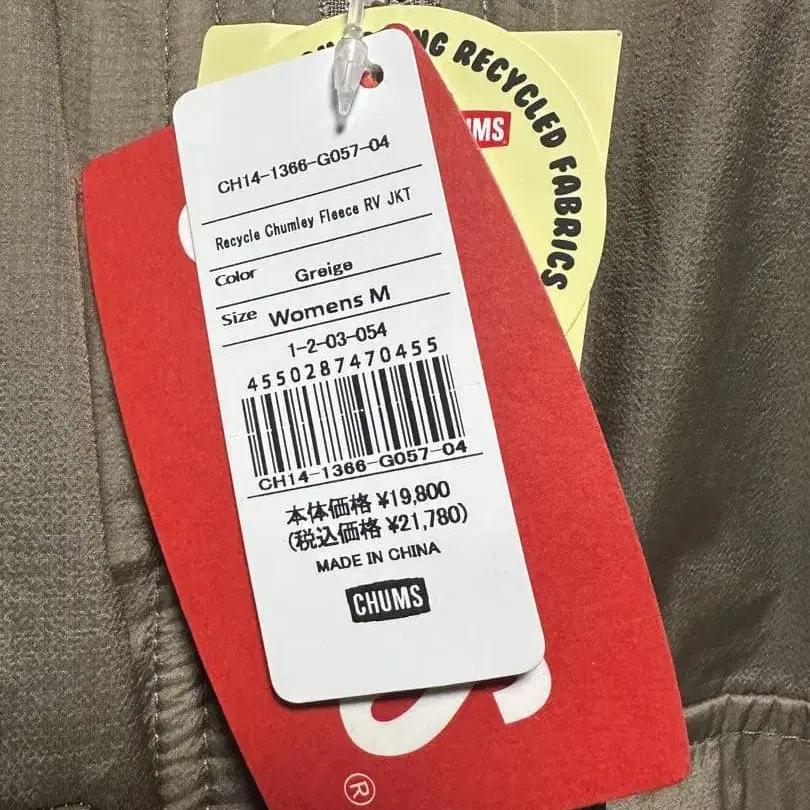 RECYCLED FABRICS
CH14-1366-G057-04
Recycle Chumley Fleece RV JKT
Color Greige
Size Womens M
1-2-03-054
4550287470455
CH14-1366-G057-04
本体価格 ¥19,800
(税込価格 ¥21,780)
MADE IN CHINA
CHUMS
S
®